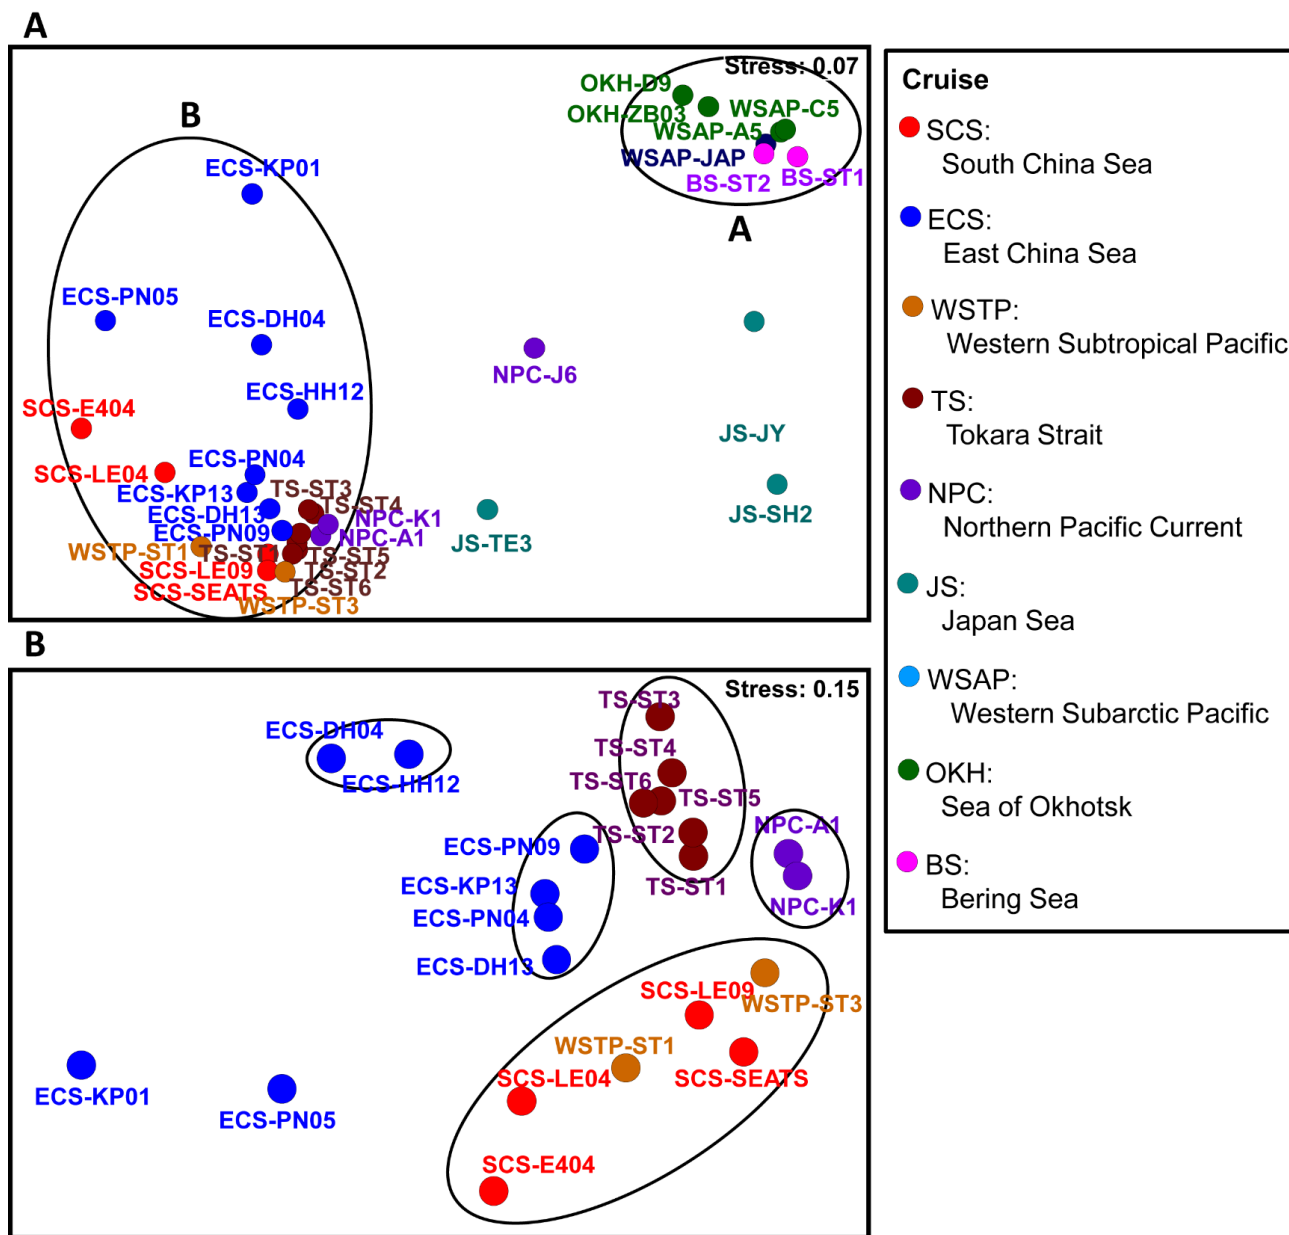 A
Stress: 0.07
OKH-D9
OKH-ZB03
WSAP-C5
WSAP-A5
WSAP-JAP
BS-ST2
BS-ST1
A
B
ECS-KP01
ECS-PN05
ECS-DH04
NPC-J6
ECS-HH12
SCS-E404
JS-JY
ECS-PN04
SCS-LE04
ECS-KP13
TS-ST3
TS-ST4
ECS-DH13
NPC-K1
JS-SH2
ECS-PN09
NPC-A1
JS-TE3
WSTP-ST1
TS-ST1
TS-ST5
SCS-LE09
TS-ST2
SCS-SEATS
TS-ST6
WSTP-ST3
B
Stress: 0.15
TS-ST3
ECS-DH04
TS-ST4
ECS-HH12
TS-ST6
TS-ST5
TS-ST2
NPC-A1
ECS-PN09
ECS-KP13
TS-ST1
NPC-K1
ECS-PN04
ECS-DH13
SCS-LE09
WSTP-ST3
WSTP-ST1
SCS-LE04
SCS-SEATS
ECS-KP01
ECS-PN05
SCS-E404
Cruise
SCS:
South China Sea
ECS:
East China Sea
WSTP:
Western Subtropical Pacific
TS:
Tokara Strait
NPC:
Northern Pacific Current
JS:
Japan Sea
WSAP:
Western Subarctic Pacific
OKH:
Sea of Okhotsk
BS:
Bering Sea